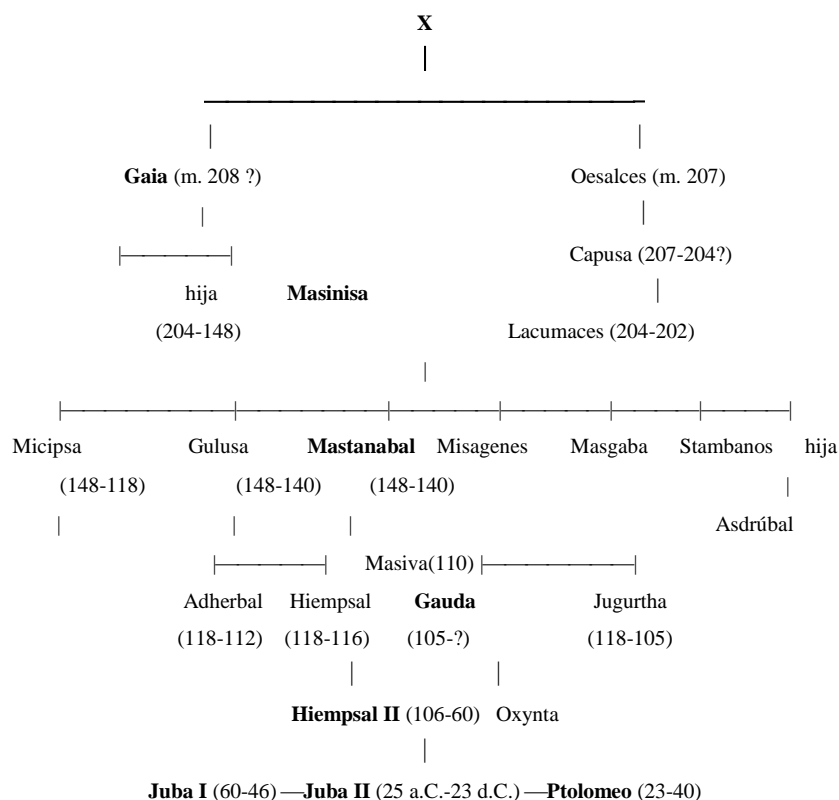 X
Gaia (m. 208 ?) Oesalces (m. 207)
Capusa (207-204?)
hija Masinisa
(204-148) Lacumaces (204-202)
Micipsa Gulusa Mastanabal Misagenes Masgaba Stambanos hija
(148-118) (148-140) (148-140)
Asdrúbal
Masiva(110)
Adherbal Hiempsal Gauda Jugurtha
(118-112) (118-116) (105-?) (118-105)
Hiempsal II (106-60) Oxynta
Juba I (60-46) —Juba II (25 a.C.-23 d.C.) —Ptolomeo (23-40)